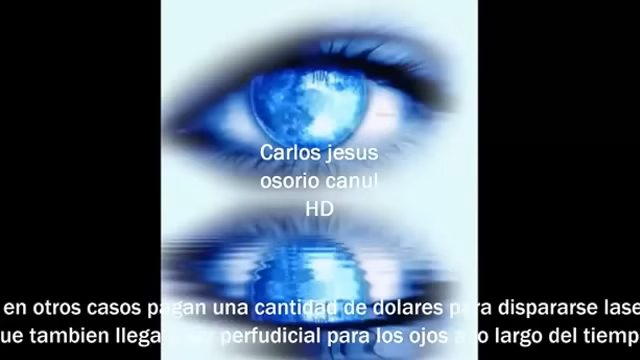 Carlos jesus
osorio canul
HD
en otros casos pagan una cantidad de dolares para dispararse lase
ue tambien llega perfudicial para los ojos a lo largo del tiemp